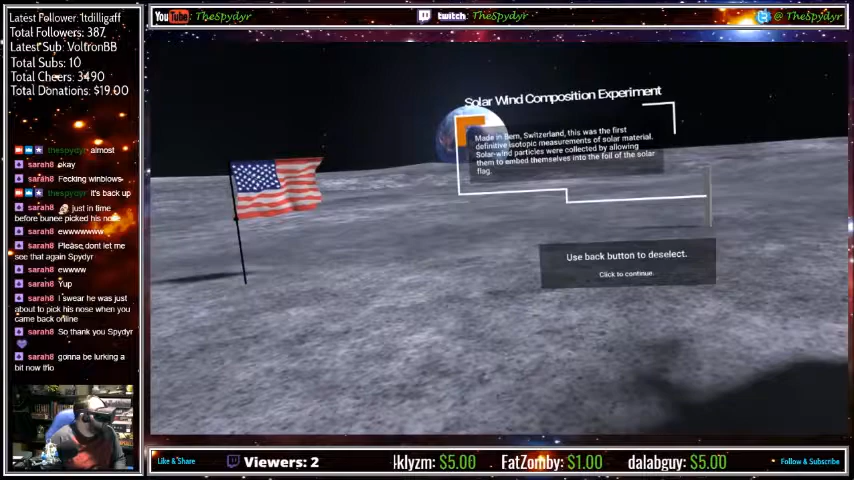 Latest Follower: 1tdilligaff
Total Followers: 387
Latest Sub: VoltronBB
Total Subs: 10
Total Cheers: 3490
Total Donations: $19.00
YouTube TheSpydyr
twitch TheSpydyr
@ TheSpydyr
thespydyr: almost
sarah8: okay
sarah8: Fecking winblows
thespydyr: It's back up
sarah8: just in time
before bunee picked his nose
sarah8: ewwwwwww
sarah8: Please dont let me
see that again Spydyr
sarah8: ewwww
sarah8: Yup
sarah8: I swear he was just
about to pick his nose when you
came back online
sarah8: So thank you Spydyr
sarah8: gonna be lurking a
bit now tho
Solar Wind Composition Experiment
Made in Bern, Switzerland, this was the first
definitive isotopic measurements of solar material.
Solar-wind particles were collected by allowing
them to embed themselves into the foil of the solar
flag.
Use back button to deselect.
Click to continue.
Like & Share
Viewers: 2
lklyzm: $5.00
FatZomby: $1.00
dalabguy: $5.00
Follow & Subscribe